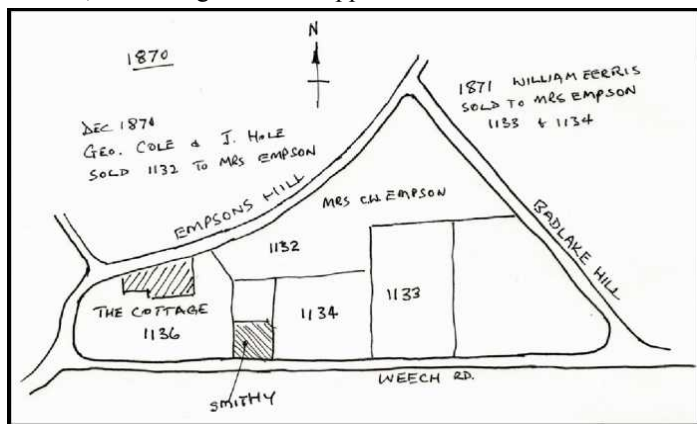 1870
N
DEC 1870
GEO. COLE & J. HOLE
SOLD 1132 TO MRS EMPSON
1871 WILLIAM FERRIS
SOLD TO MRS EMPSON
1133 & 1134
EMPSONS HILL
MRS C.W. EMPSON
BADLAKE HILL
1132
1133
1134
THE COTTAGE
1136
SMITHY
WEECH RD.